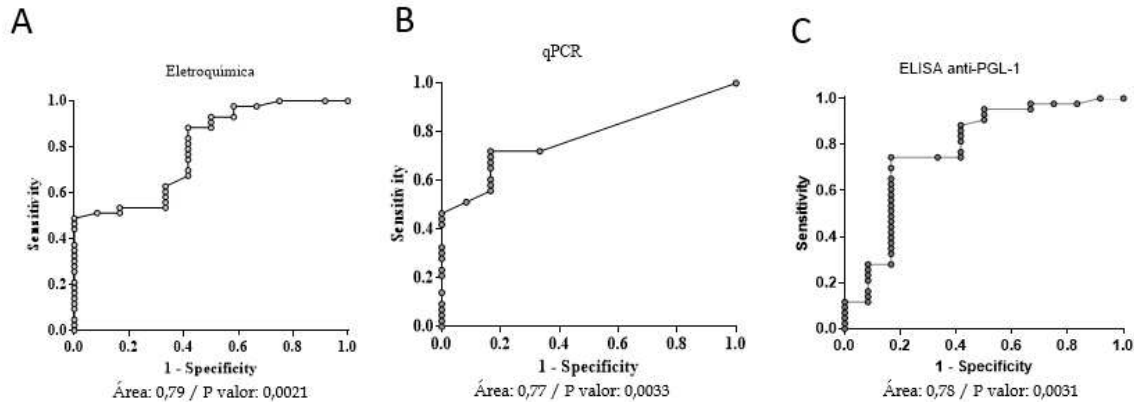 A
Eletroquímica
Sensitivity
1.0
0.8
0.6
0.4
0.2
0.0
0.0 0.2 0.4 0.6 0.8 1.0
1 - Specificity
Área: 0,79 / P valor: 0,0021
B
qPCR
Sensitivity
1.0
0.8
0.6
0.4
0.2
0.0
0.0 0.2 0.4 0.6 0.8 1.0
1 - Specificity
Área: 0,77 / P valor: 0,0033
C
ELISA anti-PGL-1
Sensitivity
1.0
0.8
0.6
0.4
0.2
0.0
0.0 0.2 0.4 0.6 0.8 1.0
1 - Specificity
Área: 0,78 / P valor: 0,0031